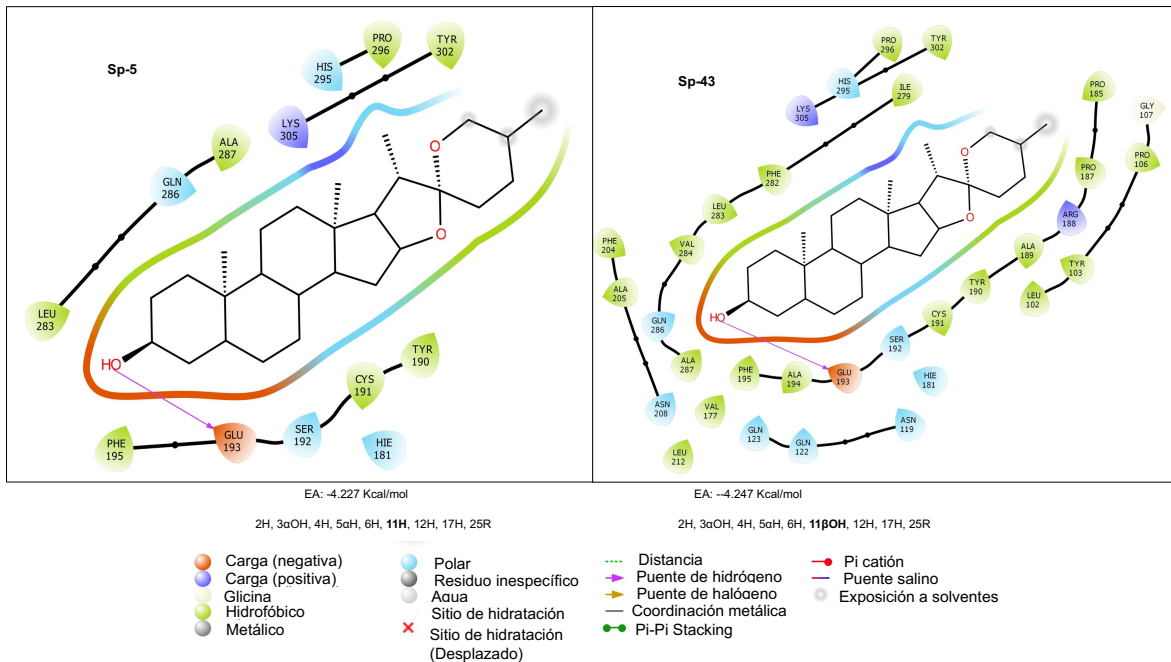 Sp-5
PRO
296
TYR
302
HIS
295
LYS
305
ALA
287
GLN
286
LEU
283
O
O
HO
TYR
190
CYS
191
SER
192
GLU
193
PHE
195
HIE
181
Sp-43
PRO
296
TYR
302
HIS
295
LYS
305
ILE
279
PRO
185
GLY
107
PRO
106
PHE
282
PRO
187
LEU
283
ARG
188
PHE
204
VAL
284
ALA
189
TYR
103
ALA
205
TYR
190
LEU
102
GLN
286
O
O
HO
CYS
191
SER
192
ALA
287
PHE
195
ALA
194
GLU
193
HIE
181
ASN
208
VAL
177
GLN
123
GLN
122
ASN
119
LEU
212
EA: -4.227 Kcal/mol
EA: --4.247 Kcal/mol
2H, 3αOH, 4H, 5αH, 6H, 11H, 12H, 17H, 25R
2H, 3αOH, 4H, 5αH, 6H, 11βOH, 12H, 17H, 25R
Carga (negativa)
Carga (positiva)
Glicina
Hidrofóbico
Metálico
Polar
Residuo inespecífico
Agua
Sitio de hidratación
Sitio de hidratación
(Desplazado)
Distancia
Puente de hidrógeno
Puente de halógeno
Coordinación metálica
Pi-Pi Stacking
Pi catión
Puente salino
Exposición a solventes